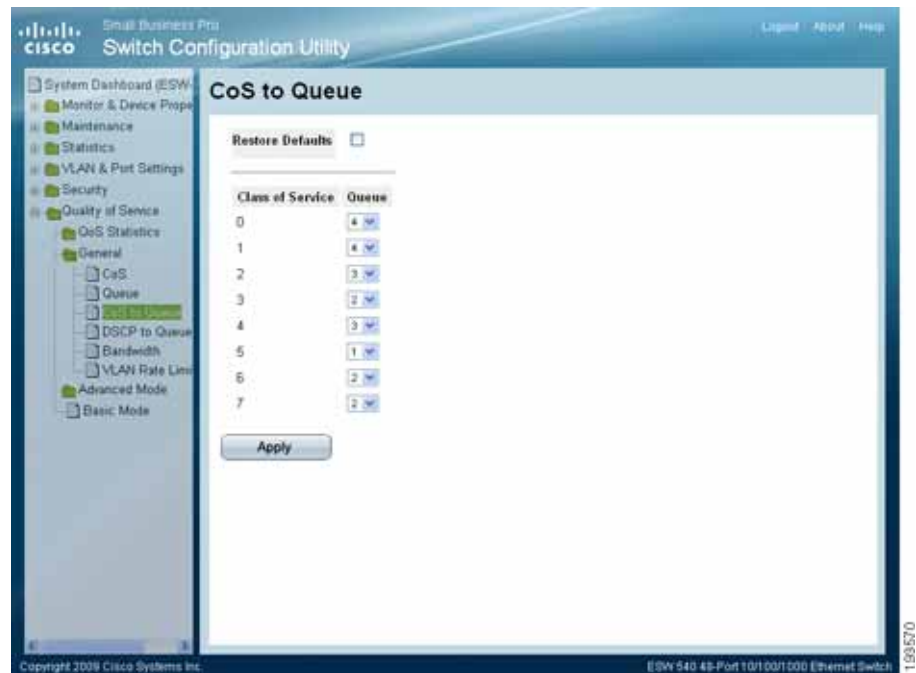 Small Business Pro
cisco Switch Configuration Utility
Logout About Help
System Dashboard (ESW-
Monitor & Device Prope
Maintenance
Statistics
VLAN & Port Settings
Security
Quality of Service
QoS Statistics
General
CoS
Queue
CoS to Queue
DSCP to Queue
Bandwidth
VLAN Rate Limi
Advanced Mode
Basic Mode
CoS to Queue
Restore Defaults
Class of Service Queue
0 4
1 4
2 3
3 2
4 3
5 1
6 2
7 2
Apply
Copyright 2009 Cisco Systems Inc.
ESW 540 48-Port 10/100/1000 Ethernet Switch
193570